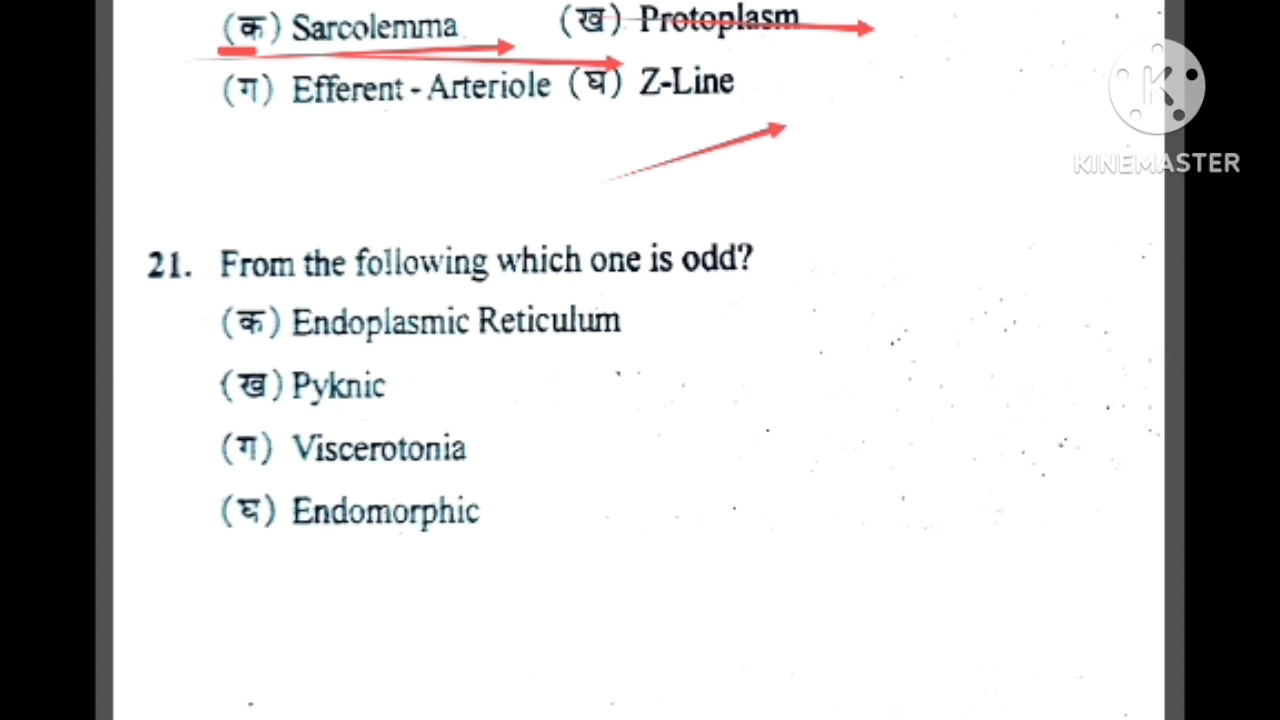 (क) Sarcolemma (ख) Protoplasm
(ग) Efferent - Arteriole (घ) Z-Line
K
KINEMASTER
21. From the following which one is odd?
(क) Endoplasmic Reticulum
(ख) Pyknic
(ग) Viscerotonia
(घ) Endomorphic